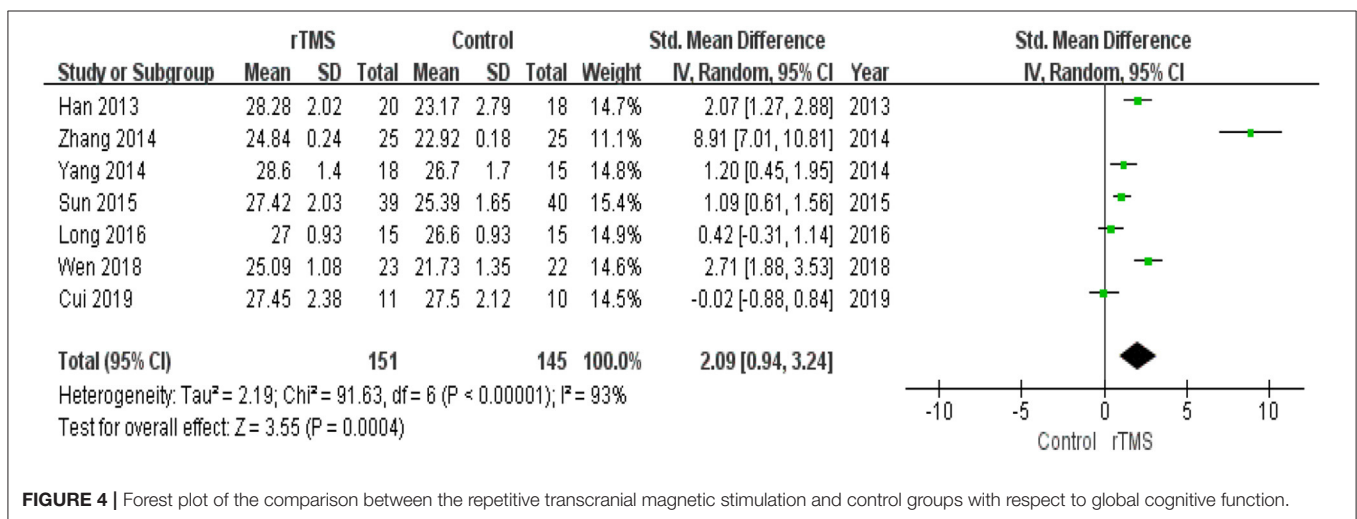 rTMS Control Std. Mean Difference Std. Mean Difference
Study or Subgroup Mean SD Total Mean SD Total Weight IV, Random, 95% CI Year IV, Random, 95% CI
Han 2013 28.28 2.02 20 23.17 2.79 18 14.7% 2.07 [1.27, 2.88] 2013
Zhang 2014 24.84 0.24 25 22.92 0.18 25 11.1% 8.91 [7.01, 10.81] 2014
Yang 2014 28.6 1.4 18 26.7 1.7 15 14.8% 1.20 [0.45, 1.95] 2014
Sun 2015 27.42 2.03 39 25.39 1.65 40 15.4% 1.09 [0.61, 1.56] 2015
Long 2016 27 0.93 15 26.6 0.93 15 14.9% 0.42 [-0.31, 1.14] 2016
Wen 2018 25.09 1.08 23 21.73 1.35 22 14.6% 2.71 [1.88, 3.53] 2018
Cui 2019 27.45 2.38 11 27.5 2.12 10 14.5% -0.02 [-0.88, 0.84] 2019
Total (95% CI) 151 145 100.0% 2.09 [0.94, 3.24]
Heterogeneity: Tau² = 2.19; Chi² = 91.63, df = 6 (P < 0.00001); I² = 93%
Test for overall effect: Z = 3.55 (P = 0.0004)
-10 -5 0 5 10
Control rTMS
FIGURE 4 | Forest plot of the comparison between the repetitive transcranial magnetic stimulation and control groups with respect to global cognitive function.